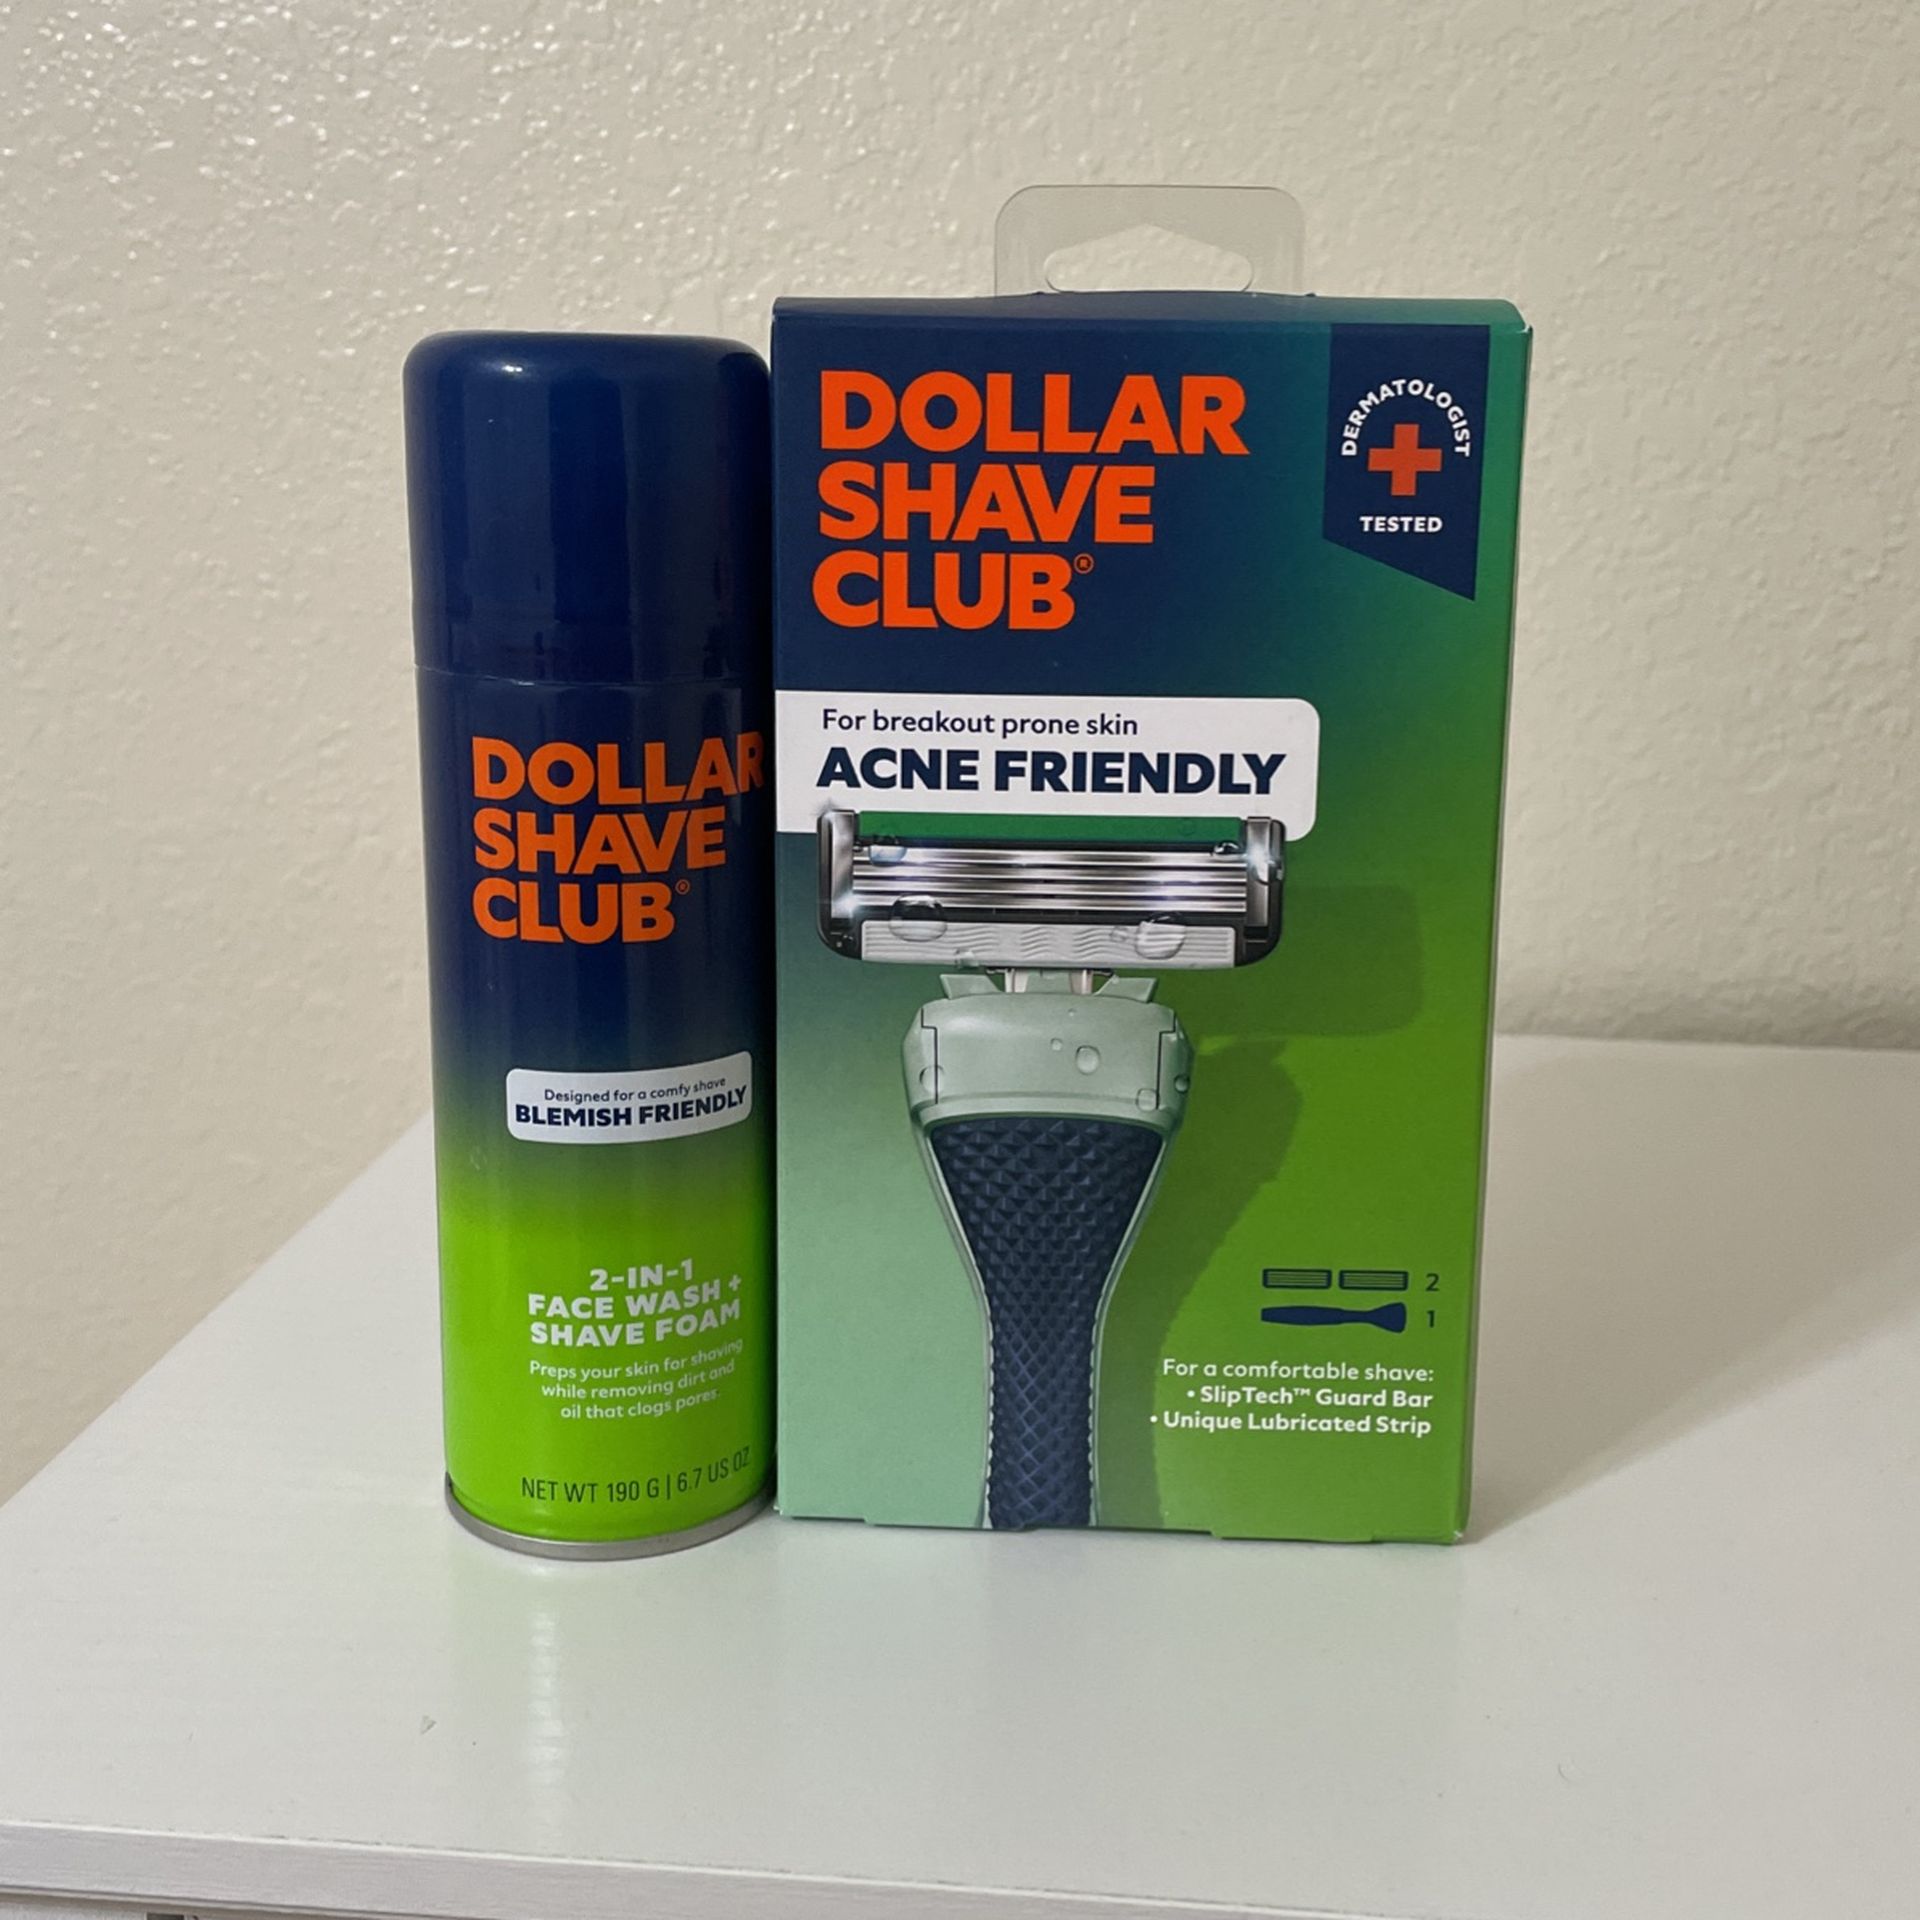 DOLLAR
SHAVE
CLUB®
Designed for a comfy shave
BLEMISH FRIENDLY
2-IN-1
FACE WASH +
SHAVE FOAM
Preps your skin for shaving
while removing dirt and
oil that clogs pores.
NET WT 190 G | 6.7 US OZ
DOLLAR
SHAVE
CLUB®
DERMATOLOGIST
TESTED
For breakout prone skin
ACNE FRIENDLY
2
1
For a comfortable shave:
• SlipTech™ Guard Bar
• Unique Lubricated Strip